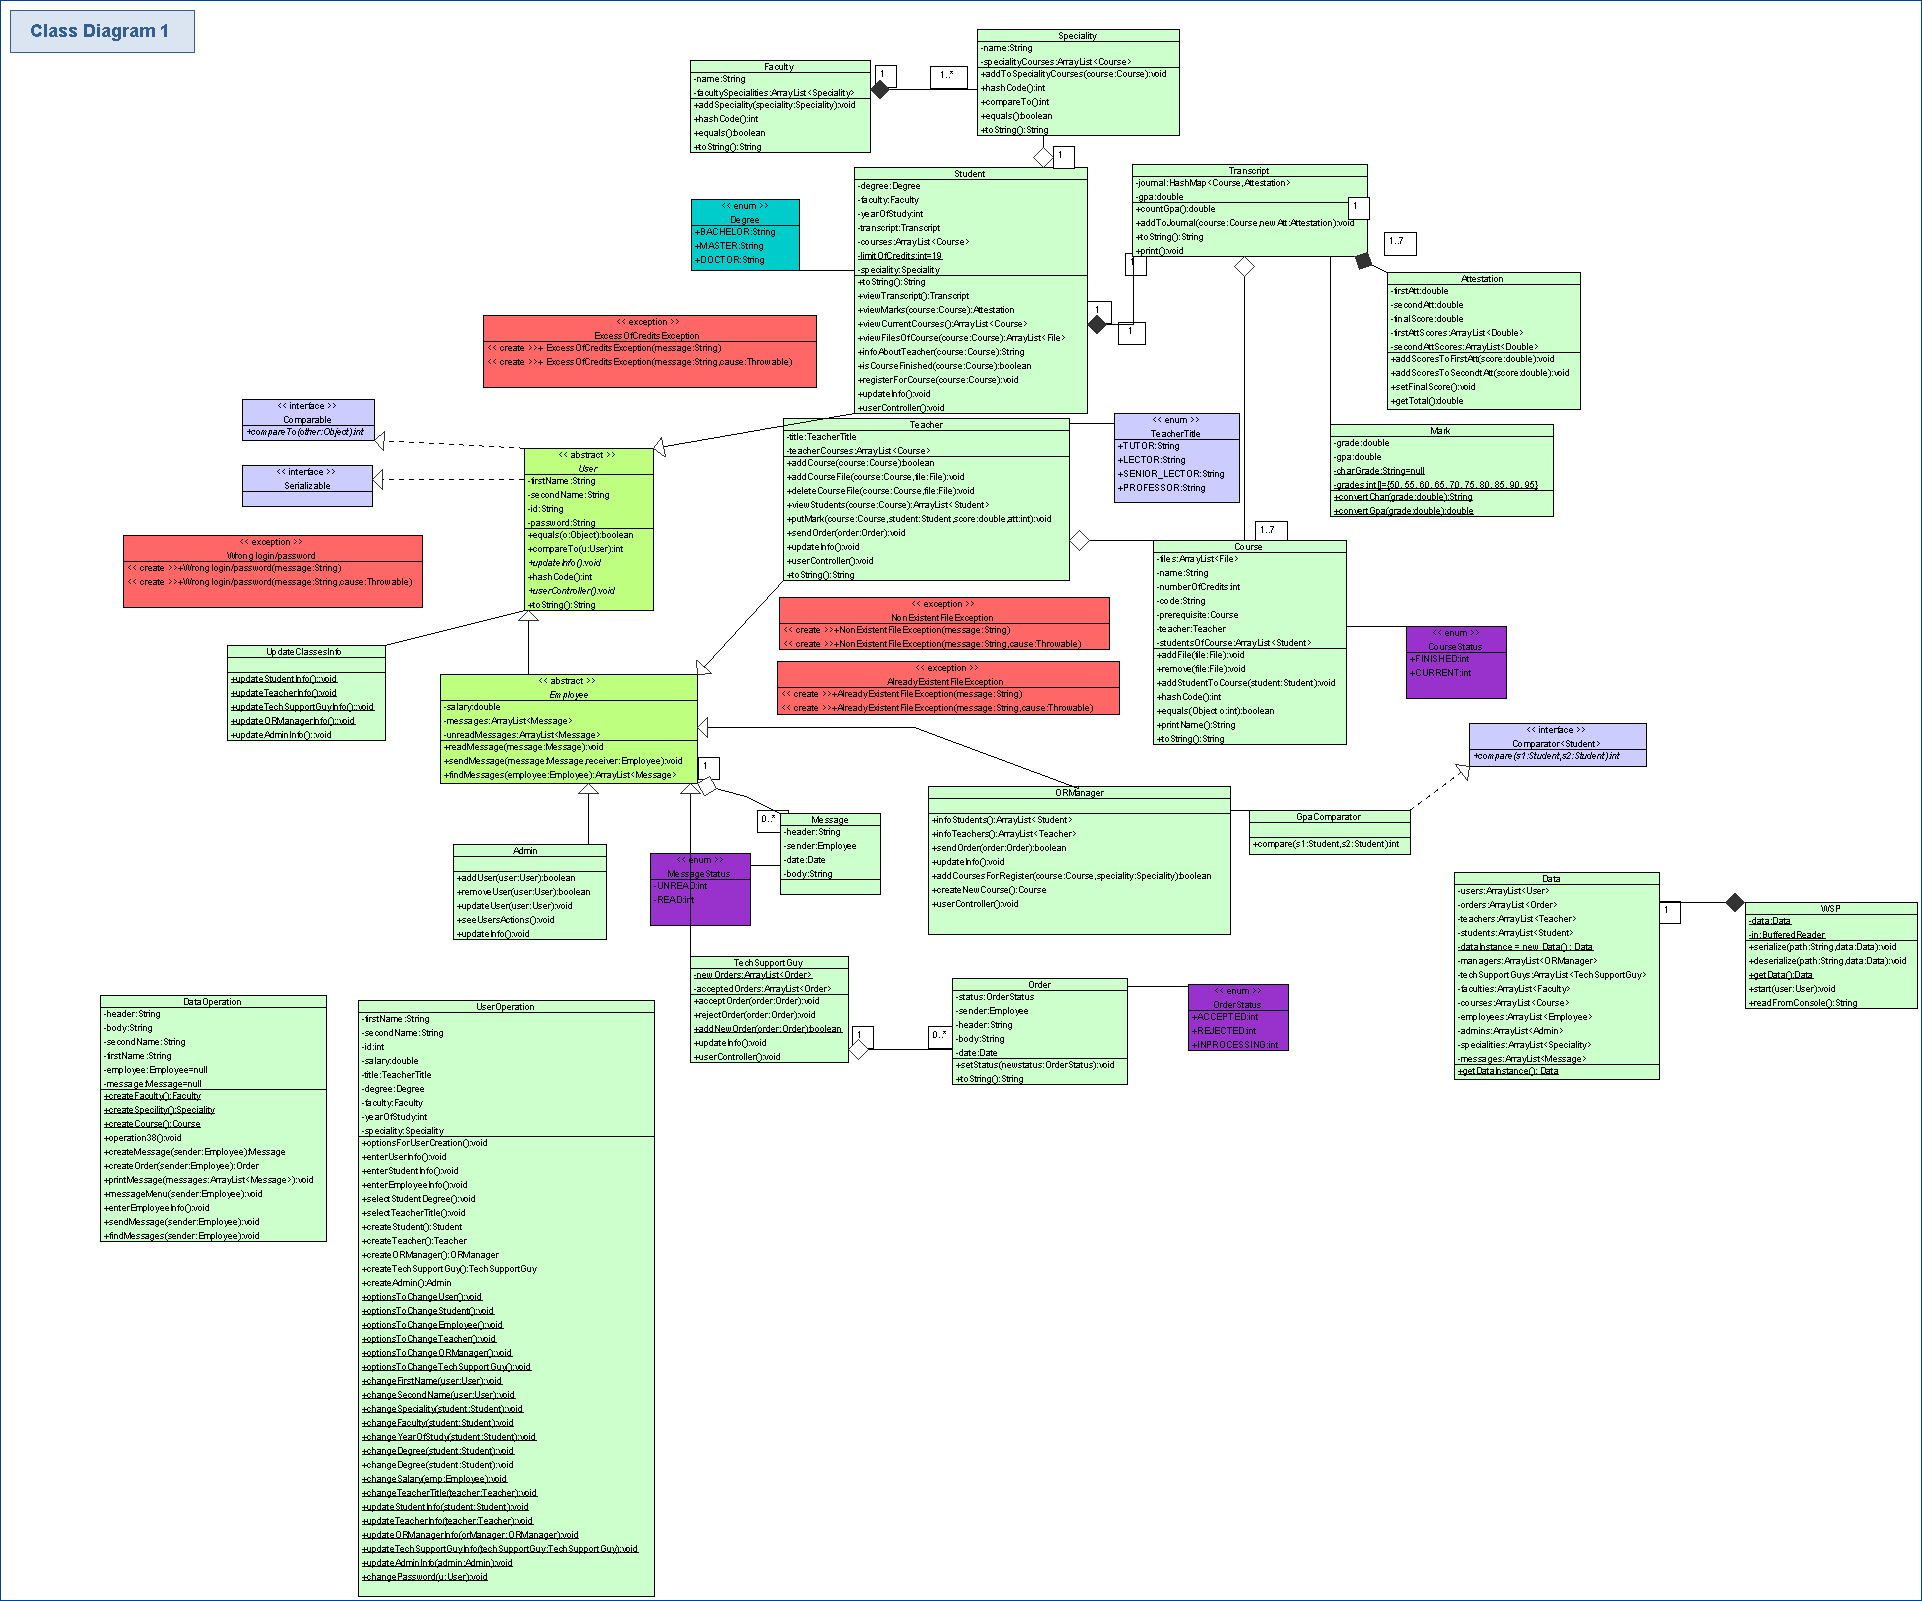 Class Diagram 1
Speciality
-name:String
-specialityCourses:ArrayList<Course>
+addToSpecialityCourses(course:Course):void
+hashCode():int
+compareTo():int
+equals():boolean
+toString():String
Faculty
-name:String
-facultySpecialities:ArrayList<Speciality>
+addSpeciality(speciality:Speciality):void
+hashCode():int
+equals():boolean
+toString():String
1
1..*
1
Student
-degree:Degree
-faculty:Faculty
-yearOfStudy:int
-transcript:Transcript
-courses:ArrayList<Course>
-limitOfCredits:int=19
-speciality:Speciality
+toString():String
+viewTranscript():Transcript
+viewMarks(course:Course):Attestation
+viewCurrentCourses():ArrayList<Course>
+viewFilesOfCourse(course:Course):ArrayList<File>
+infoAboutTeacher(course:Course):String
+isCourseFinished(course:Course):boolean
+registerForCourse(course:Course):void
+updateInfo():void
+userController():void
Transcript
-journal:HashMap<Course,Attestation>
-gpa:double
+countGpa():double
+addToJournal(course:Course,newAtt:Attestation):void
+toString():String
+print():void
1
1..7
1
1
1
<< enum >>
Degree
+BACHELOR:String
+MASTER:String
+DOCTOR:String
Attestation
-firstAtt:double
-secondAtt:double
-finalScore:double
-firstAttScores:ArrayList<Double>
-secondAttScores:ArrayList<Double>
+addScoresToFirstAtt(score:double):void
+addScoresToSecondtAtt(score:double):void
+setFinalScore():void
+getTotal():double
<< exception >>
ExcessOfCreditsException
<< create >>+ ExcessOfCreditsException(message:String)
<< create >>+ ExcessOfCreditsException(message:String,cause:Throwable)
<< interface >>
Comparable
+compareTo(other:Object):int
<< interface >>
Serializable
<< abstract >>
User
-firstName:String
-secondName:String
-id:String
-password:String
+equals(o:Object):boolean
+compareTo(u:User):int
+updateInfo():void
+hashCode():int
+userController():void
+toString():String
Teacher
-title:TeacherTitle
-teacherCourses:ArrayList<Course>
+addCourse(course:Course):boolean
+addCourseFile(course:Course,file:File):void
+deleteCourseFile(course:Course,file:File):void
+viewStudents(course:Course):ArrayList<Student>
+putMark(course:Course,student:Student,score:double,att:int):void
+sendOrder(order:Order):void
+updateInfo():void
+userController():void
+toString():String
<< enum >>
TeacherTitle
+TUTOR:String
+LECTOR:String
+SENIOR_LECTOR:String
+PROFESSOR:String
Mark
-grade:double
-gpa:double
-charGrade:String=null
-grades:int[]={50, 55, 60, 65, 70, 75, 80, 85, 90, 95}
+convertChar(grade:double):String
+convertGpa(grade:double):double
<< exception >>
Wrong login/password
<< create >>+Wrong login/password(message:String)
<< create >>+Wrong login/password(message:String,cause:Throwable)
1..7
Course
-files:ArrayList<File>
-name:String
-numberOfCredits:int
-code:String
-prerequisite:Course
-teacher:Teacher
-studentsOfCourse:ArrayList<Student>
+addFile(file:File):void
+remove(file:File):void
+addStudentToCourse(student:Student):void
+hashCode():int
+equals(Object o:int):boolean
+printName():String
+toString():String
<< exception >>
NonExistentFileException
<< create >>+NonExistentFileException(message:String)
<< create >>+NonExistentFileException(message:String,cause:Throwable)
<< exception >>
AlreadyExistentFileException
<< create >>+AlreadyExistentFileException(message:String)
<< create >>+AlreadyExistentFileException(message:String,cause:Throwable)
<< enum >>
CourseStatus
+FINISHED:int
+CURRENT:int
UpdateClassesInfo
+updateStudentInfo()::void
+updateTeacherInfo():void
+updateTechSupportGuyInfo()::void
+updateORManagerInfo()::void
+updateAdminInfo():void
<< abstract >>
Employee
-salary:double
-messages:ArrayList<Message>
-unreadMessages:ArrayList<Message>
+readMessage(message:Message):void
+sendMessage(message:Message,receiver:Employee):void
+findMessages(employee:Employee):ArrayList<Message>
1
0..*
<< interface >>
Comparator<Student>
+compare(s1:Student,s2:Student):int
ORManager
+infoStudents():ArrayList<Student>
+infoTeachers():ArrayList<Teacher>
+sendOrder(order:Order):boolean
+updateInfo():void
+addCoursesForRegister(course:Course,speciality:Speciality):boolean
+createNewCourse():Course
+userController():void
GpaComparator
+compare(s1:Student,s2:Student):int
Message
-header:String
-sender:Employee
-date:Date
-body:String
Admin
+addUser(user:User):boolean
+removeUser(user:User):boolean
+updateUser(user:User):void
+seeUsersActions():void
+updateInfo():void
<< enum >>
MessageStatus
-UNREAD:int
-READ:int
Data
-users:ArrayList<User>
-orders:ArrayList<Order>
-teachers:ArrayList<Teacher>
-students:ArrayList<Student>
-dataInstance = new Data() : Data
-managers:ArrayList<ORManager>
-techSupportGuys:ArrayList<TechSupportGuy>
-faculties:ArrayList<Faculty>
-courses:ArrayList<Course>
-employees:ArrayList<Employee>
-admins:ArrayList<Admin>
-specialities:ArrayList<Speciality>
-messages:ArrayList<Message>
+getDataInstance(): Data
1
WSP
-data:Data
-in:BufferedReader
+serialize(path:String,data:Data):void
+deserialize(path:String,data:Data):void
+getData():Data
+start(user:User):void
+readFromConsole():String
TechSupportGuy
-newOrders:ArrayList<Order>
-acceptedOrders:ArrayList<Order>
+acceptOrder(order:Order):void
+rejectOrder(order:Order):void
+addNewOrder(order:Order):boolean
+updateInfo():void
+userController():void
1
0..*
Order
-status:OrderStatus
-sender:Employee
-header:String
-body:String
-date:Date
+setStatus(newstatus:OrderStatus):void
+toString():String
<< enum >>
OrderStatus
+ACCEPTED:int
+REJECTED:int
+INPROCESSING:int
DataOperation
-header:String
-body:String
-secondName:String
-firstName:String
-employee:Employee=null
-message:Message=null
+createFaculty():Faculty
+createSpecility():Speciality
+createCourse():Course
+operation38():void
+createMessage(sender:Employee):Message
+createOrder(sender:Employee):Order
+printMessage(messages:ArrayList<Message>):void
+messageMenu(sender:Employee):void
+enterEmployeeInfo():void
+sendMessage(sender:Employee):void
+findMessages(sender:Employee):void
UserOperation
-firstName:String
-secondName:String
-id:int
-salary:double
-title:TeacherTitle
-degree:Degree
-faculty:Faculty
-yearOfStudy:int
-speciality:Speciality
+optionsForUserCreation():void
+enterUserInfo():void
+enterStudentInfo():void
+enterEmployeeInfo():void
+selectStudentDegree():void
+selectTeacherTitle():void
+createStudent():Student
+createTeacher():Teacher
+createORManager():ORManager
+createTechSupportGuy():TechSupportGuy
+createAdmin():Admin
+optionsToChangeUser():void
+optionsToChangeStudent():void
+optionsToChangeEmployee():void
+optionsToChangeTeacher():void
+optionsToChangeORManager():void
+optionsToChangeTechSupportGuy():void
+changeFirstName(user:User):void
+changeSecondName(user:User):void
+changeSpeciality(student:Student):void
+changeFaculty(student:Student):void
+changeYearOfStudy(student:Student):void
+changeDegree(student:Student):void
+changeDegree(student:Student):void
+changeSalary(emp:Employee):void
+changeTeacherTitle(teacher:Teacher):void
+updateStudentInfo(student:Student):void
+updateTeacherInfo(teacher:Teacher):void
+updateORManagerInfo(orManager:ORManager):void
+updateTechSupportGuyInfo(techSupportGuy:TechSupportGuy):void
+updateAdminInfo(admin:Admin):void
+changePassword(u:User):void